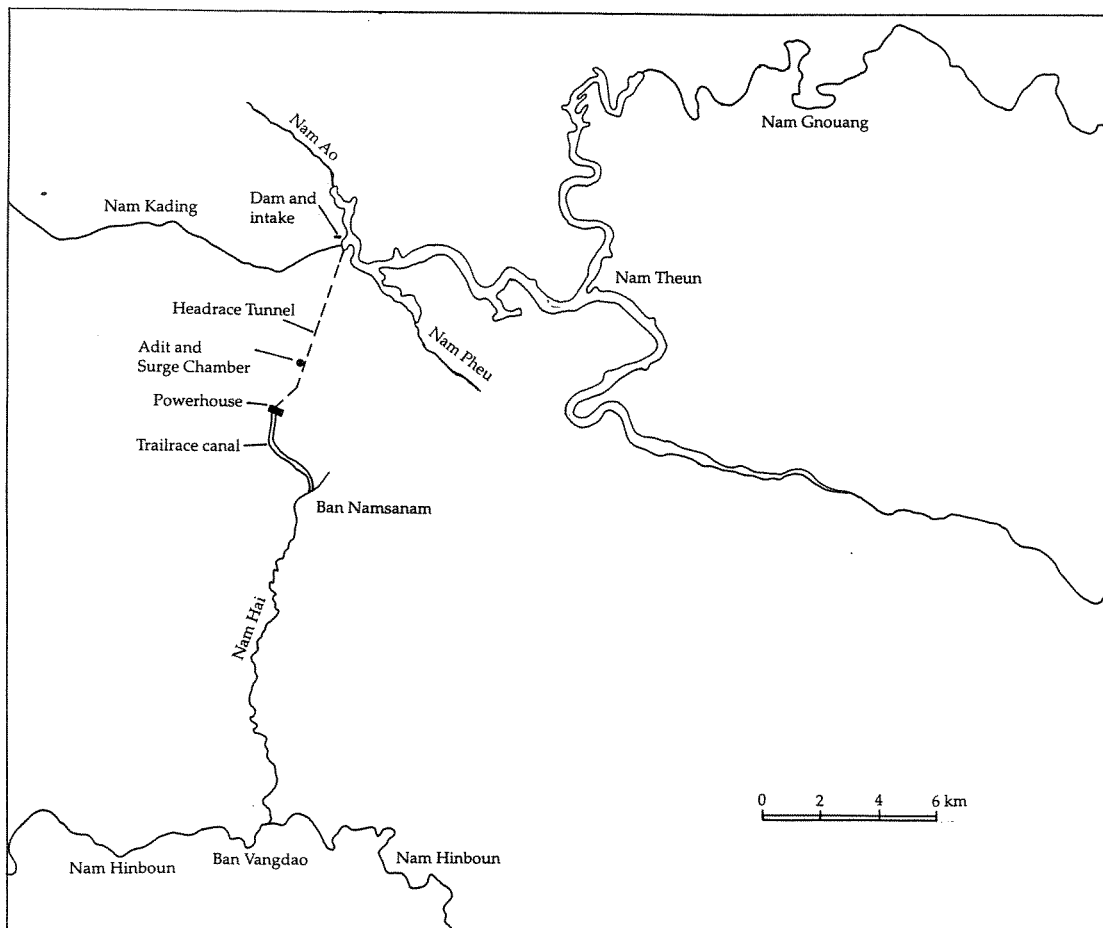 Nam Gnouang
Nam Ao
Nam Kading
Dam and
intake
Nam Theun
Headrace Tunnel
Nam Pheu
Adit and
Surge Chamber
Powerhouse
Trailrace canal
Ban Namsanam
Nam Hai
0 2 4 6 km
Nam Hinboun
Ban Vangdao
Nam Hinboun